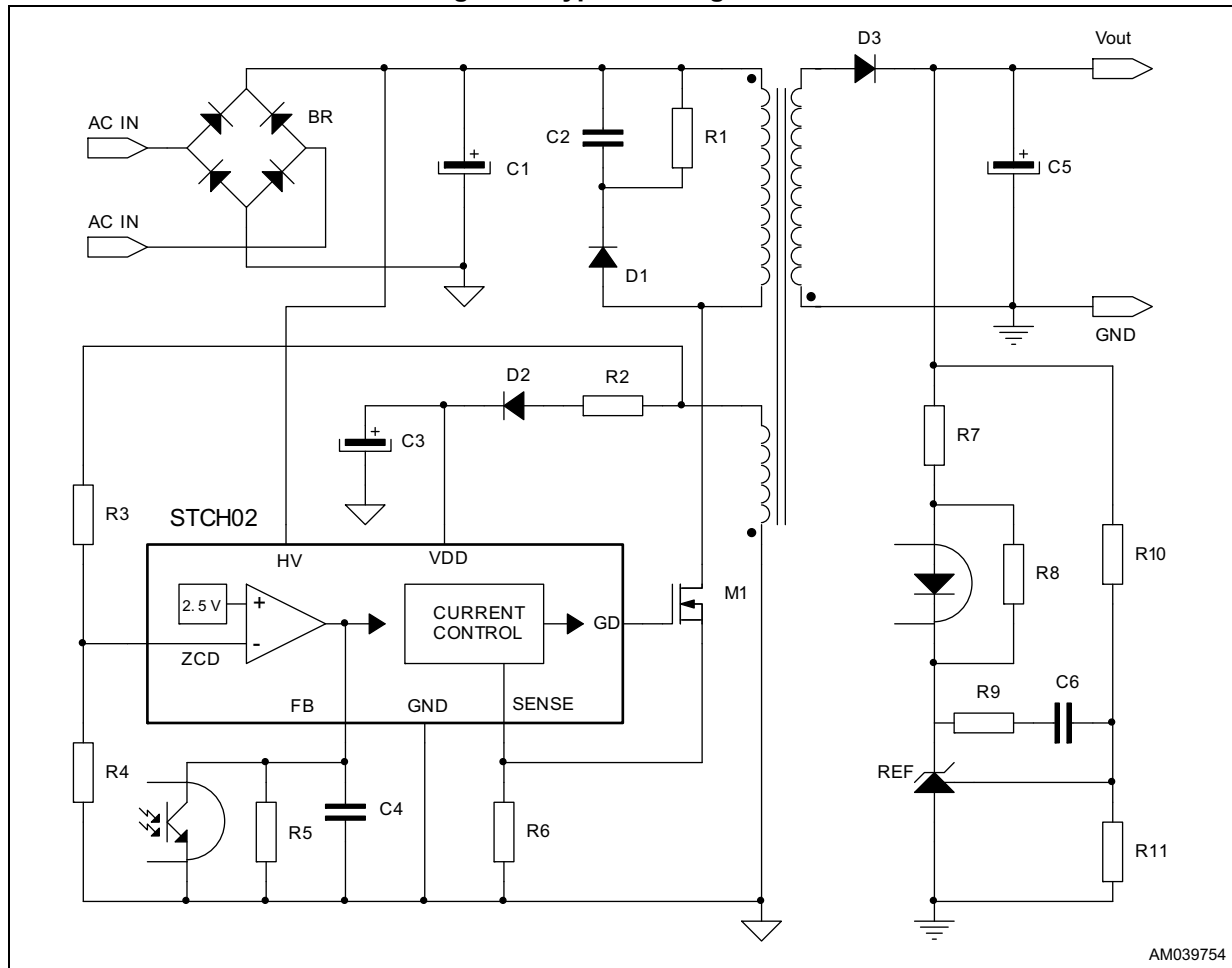 D3
Vout
BR
AC IN
C2
R1
C1
C5
AC IN
D1
GND
D2
R2
C3
R7
R3
STCH02
HV
VDD
R10
R8
M1
2.5 V
+
-
CURRENT
CONTROL
GD
ZCD
FB
GND
SENSE
R9
C6
R4
REF
C4
R5
R6
R11
AM039754